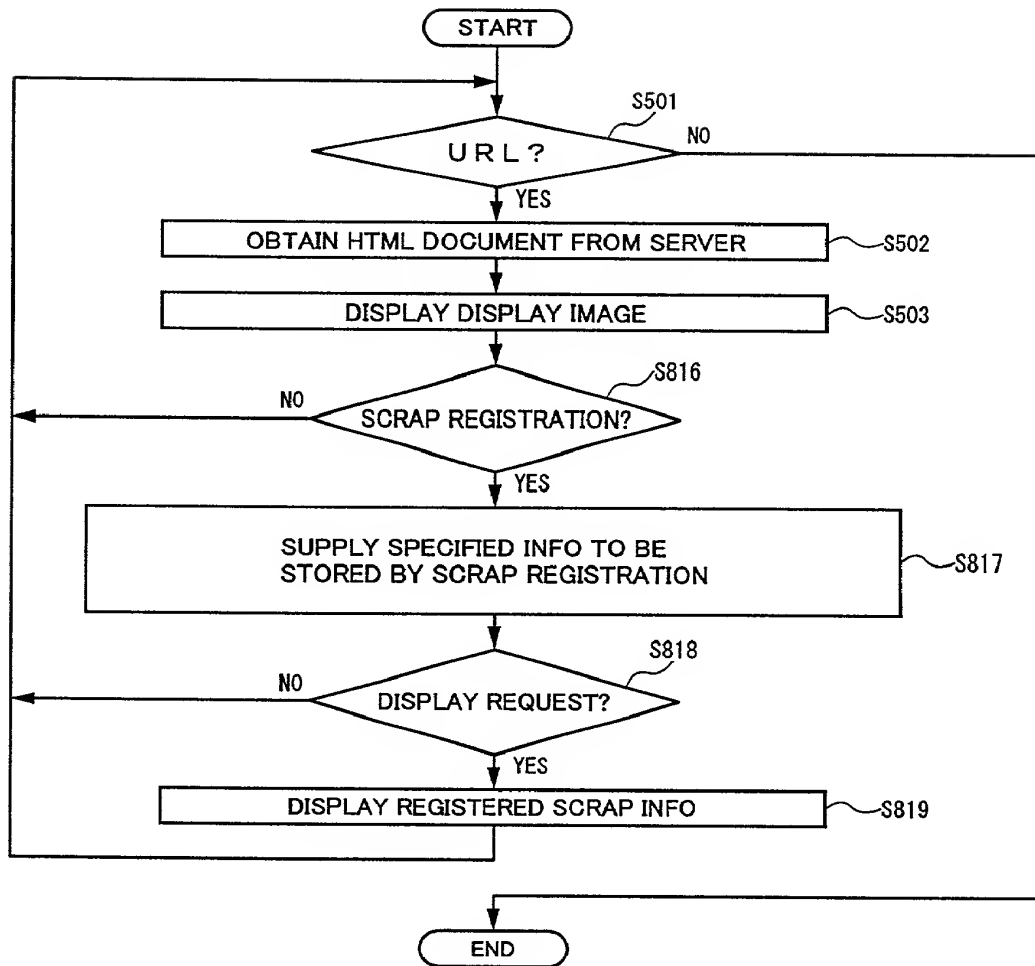 START
S501
URL?
NO
YES
OBTAIN HTML DOCUMENT FROM SERVER
S502
DISPLAY DISPLAY IMAGE
S503
S816
NO
SCRAP REGISTRATION?
YES
SUPPLY SPECIFIED INFO TO BE
STORED BY SCRAP REGISTRATION
S817
S818
NO
DISPLAY REQUEST?
YES
DISPLAY REGISTERED SCRAP INFO
S819
END